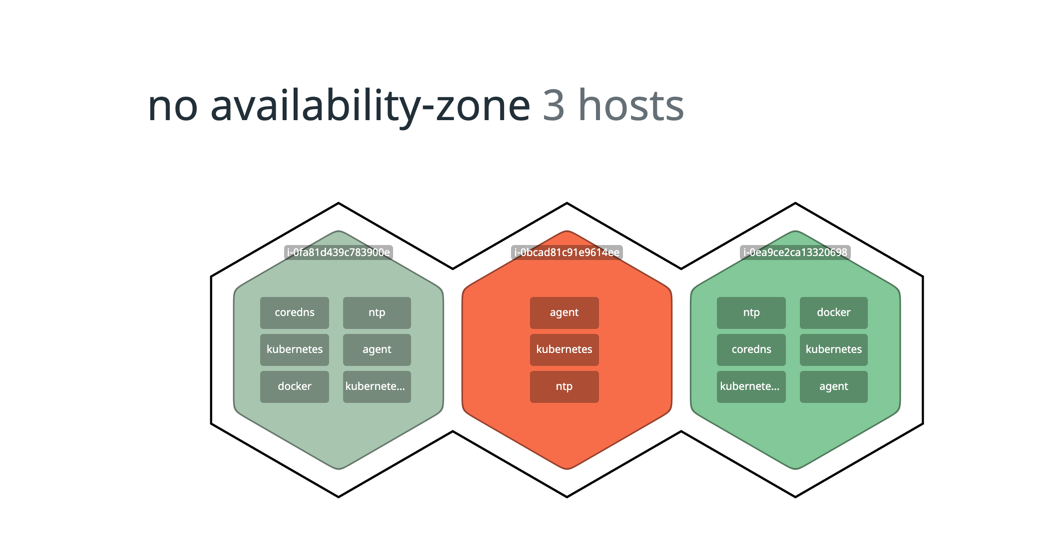 no availability-zone 3 hosts
i-0fa81d439c783900e
coredns
ntp
kubernetes
agent
docker
kubernete...
i-0bcad81c91e9614ee
agent
kubernetes
ntp
i-0ea9ce2ca13320698
ntp
docker
coredns
kubernetes
kubernete...
agent